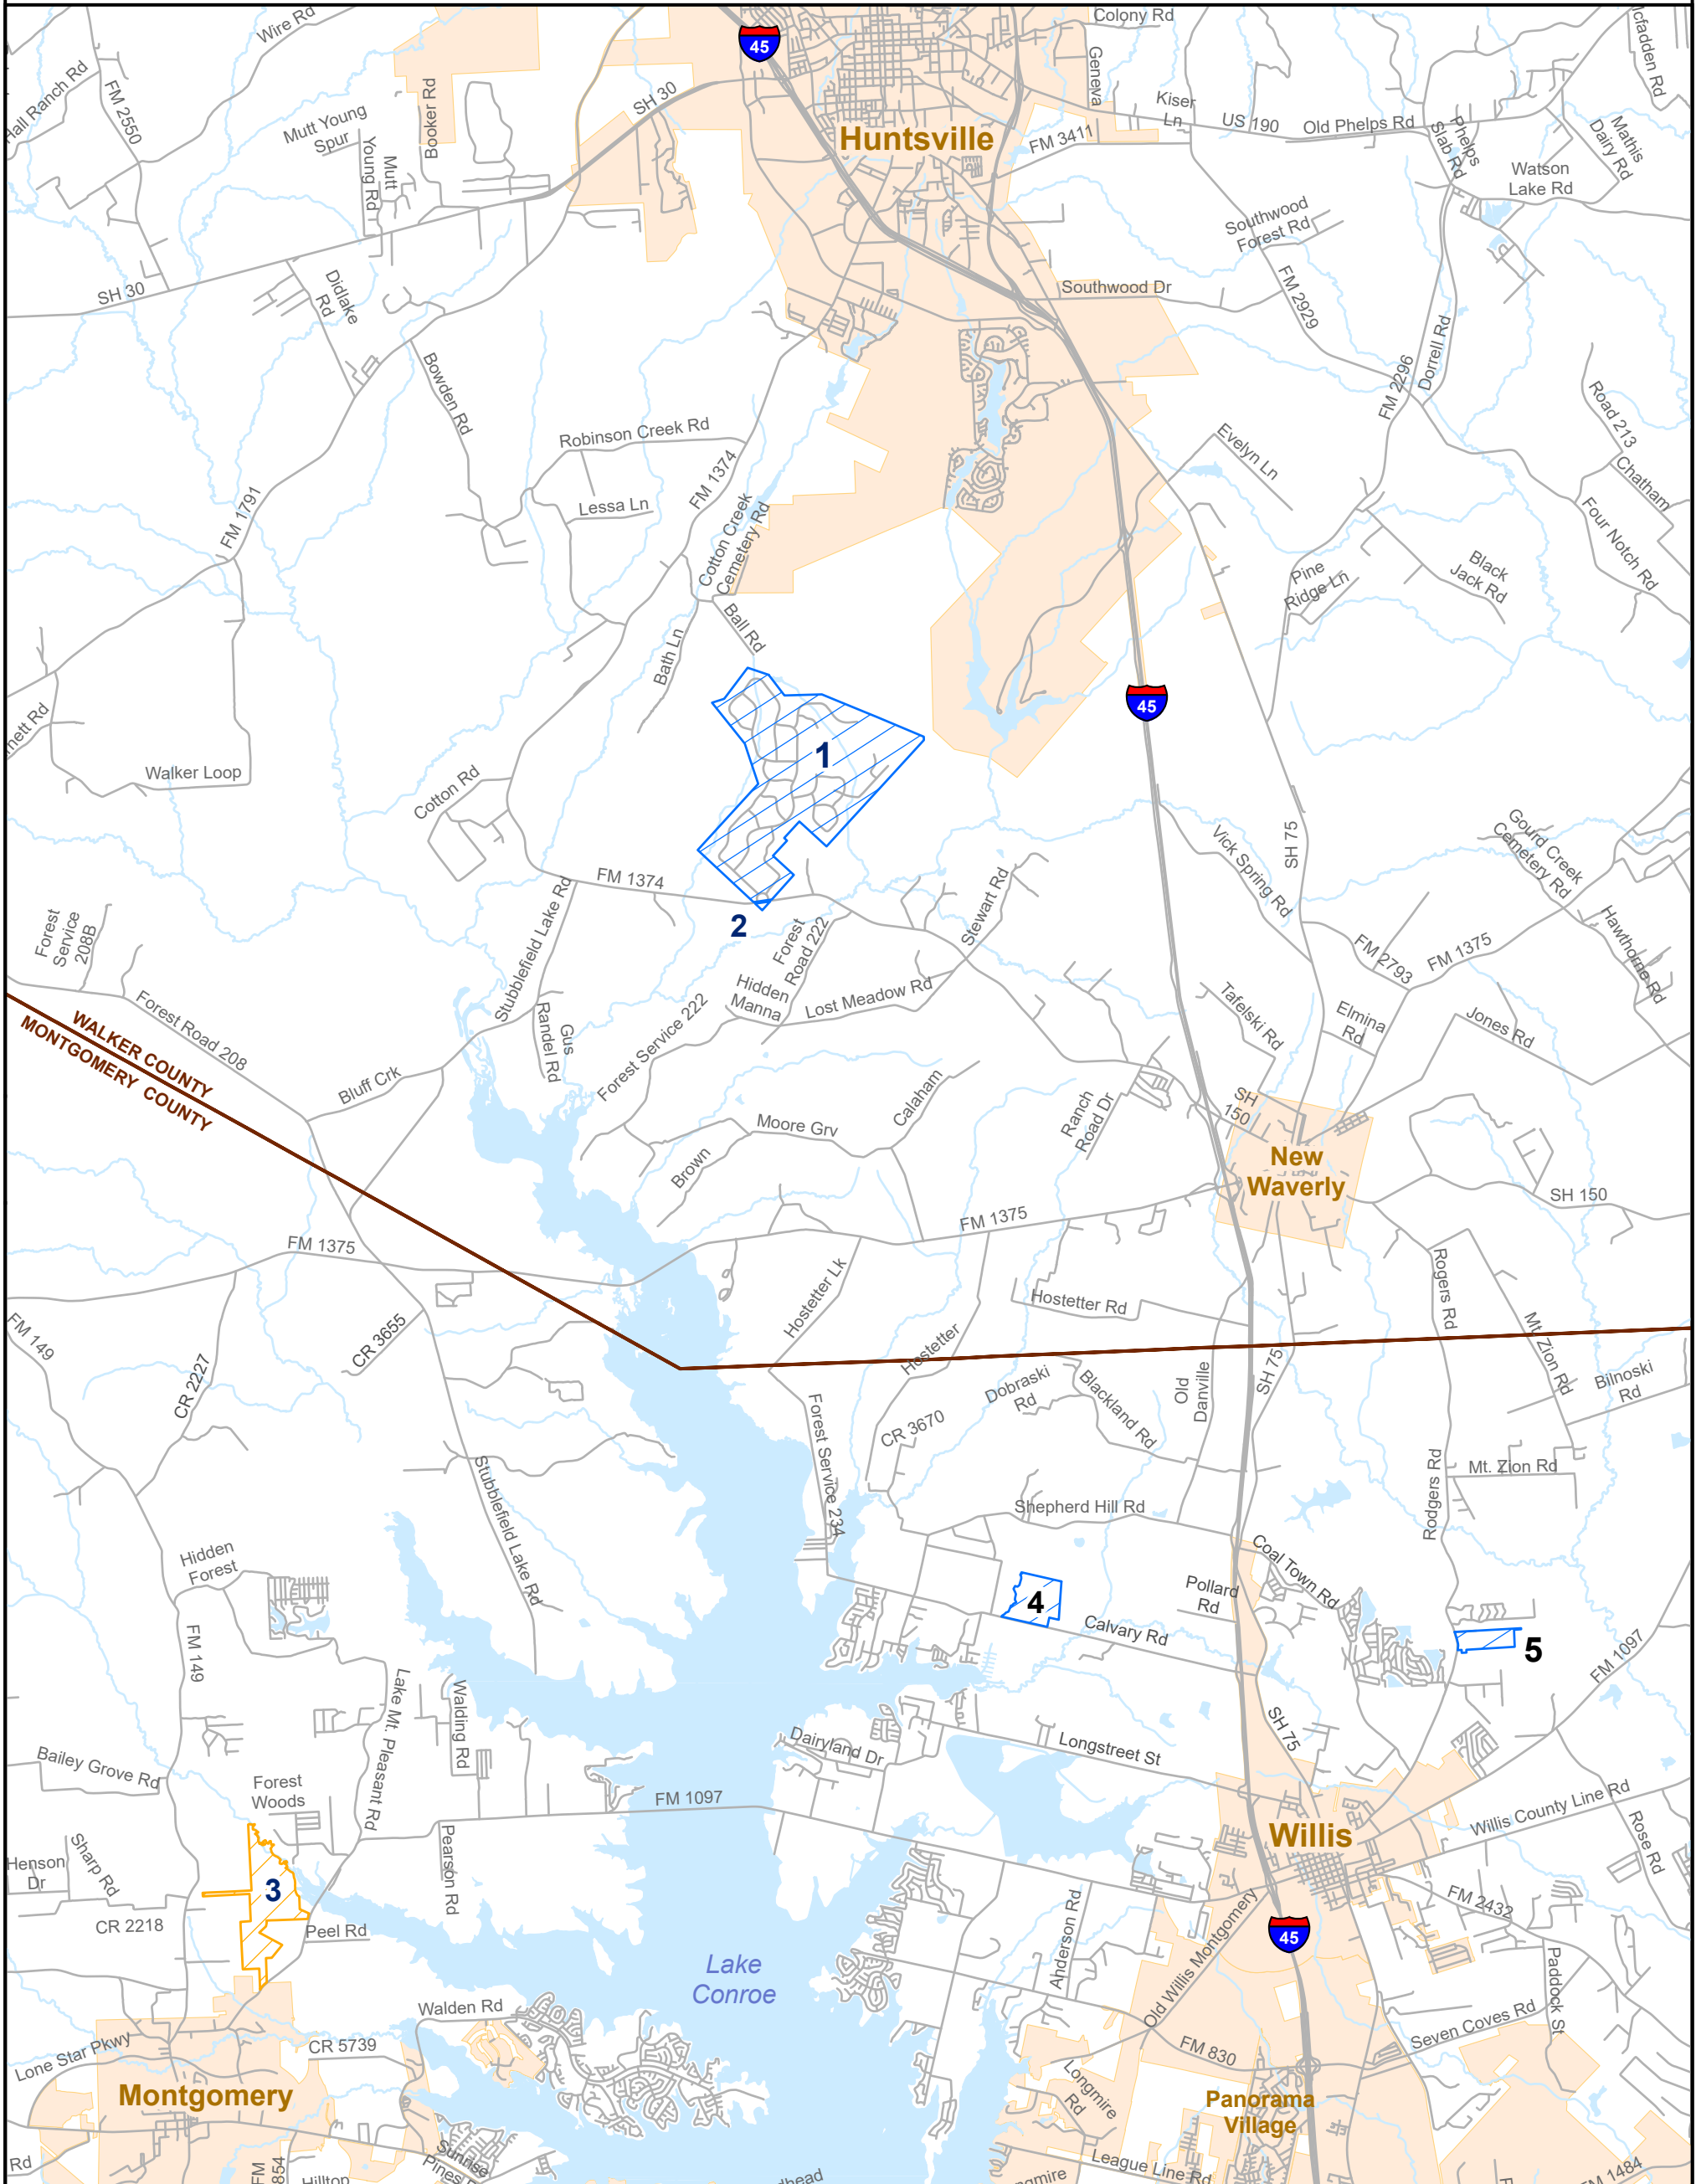 Wire Rd
45
Colony Rd
Hall Ranch Rd
FM 2550
Booker Rd
SH 30
Geneva
Kiser
Ln
US 190
Old Phelps Rd
Mutt Young
Spur
Young Rd
Mutt
Huntsville
FM 3411
Phelps
Slab Rd
Mathis
Dairy Rd
Watson
Lake Rd
Southwood
Forest Rd
SH 30
Didlake
Rd
Southwood Dr
FM 2929
Bowden Rd
FM 2296
Dorrell Rd
Road 213
Robinson Creek Rd
FM 1374
Evelyn Ln
Chatham
Lessa Ln
FM 1791
Cotton Creek
Cemetery Rd
Four Notch Rd
Black
Jack Rd
Pine
Ridge Ln
Ball Rd
Bath Ln
45
1
Walker Loop
Cotton Rd
Vick Spring Rd
SH 75
Gourd Creek
Cemetery Rd
FM 1374
2
Stubblefield Lake Rd
Forest
Road 222
Stewart Rd
Forest
Service
208B
Hawthorne Rd
FM 2793
FM 1375
Hidden
Manna
Lost Meadow Rd
Forest Road 208
WALKER COUNTY
MONTGOMERY COUNTY
Gus
Randel Rd
Forest Service 222
Tafelski Rd
Elmina
Rd
Jones Rd
Bluff Crk
Calaham
Moore Grv
Brown
Ranch
Road Dr
SH
150
New
Waverly
SH 150
FM 1375
FM 1375
Hostetter Lk
Hostetter Rd
Rogers Rd
FM 149
CR 3655
CR 2227
Hostetter
Mt. Zion Rd
Dobraski
Rd
Blackland Rd
Old
Danville
SH 75
Bilnoski
Rd
CR 3670
Forest Service 234
Stubblefield Lake Rd
Rodgers Rd
Mt. Zion Rd
Shepherd Hill Rd
Hidden
Forest
Coal Town Rd
4
Pollard
Rd
Calvary Rd
5
FM 1097
FM 149
Lake Mt. Pleasant Rd
Walding Rd
SH 75
Dairyland Dr
Longstreet St
Bailey Grove Rd
Forest
Woods
FM 1097
Willis County Line Rd
Willis
Rose Rd
Henson
Dr
Sharp Rd
Pearson Rd
3
CR 2218
Peel Rd
FM 2432
45
Anderson Rd
Old Willis Montgomery
Paddock St
Lake
Conroe
Walden Rd
Seven Coves Rd
Lone Star Pkwy
CR 5739
FM 830
Longmire
Rd
Montgomery
Panorama
Village
Sunrise
Pines
League Line Rd
Rd
FM
Hilltop
FM 1484